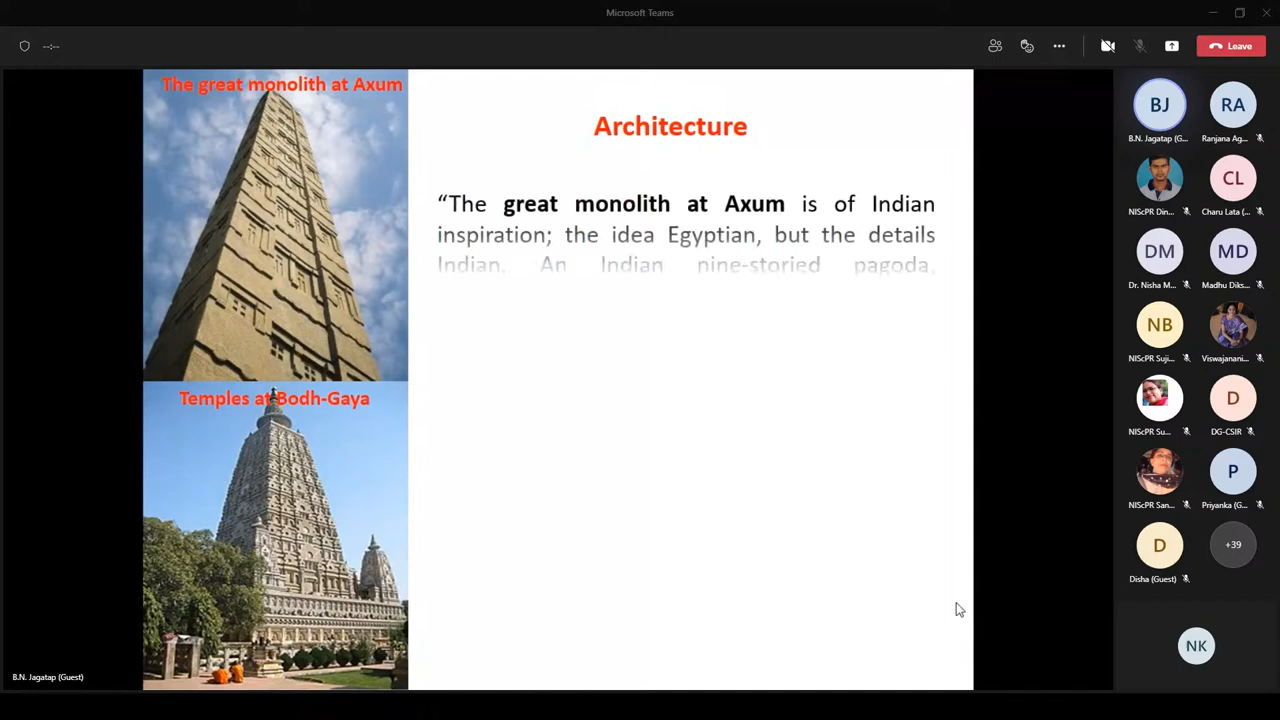 Microsoft Teams
--:--
Leave
The great monolith at Axum
Temples at Bodh-Gaya
B.N. Jagatap (Guest)
Architecture
“The great monolith at Axum is of Indian
inspiration; the idea Egyptian, but the details
Indian. An Indian nine-storied pagoda,
BJ
B.N. Jagatap (G...
RA
Ranjana Ag...
NIScPR Din...
CL
Charu Lata (...
DM
Dr. Nisha M...
MD
Madhu Diks...
NB
NIScPR Suji...
Viswajanani...
NIScPR Su...
D
DG-CSIR
NIScPR San...
P
Priyanka (G...
D
Disha (Guest)
+39
NK